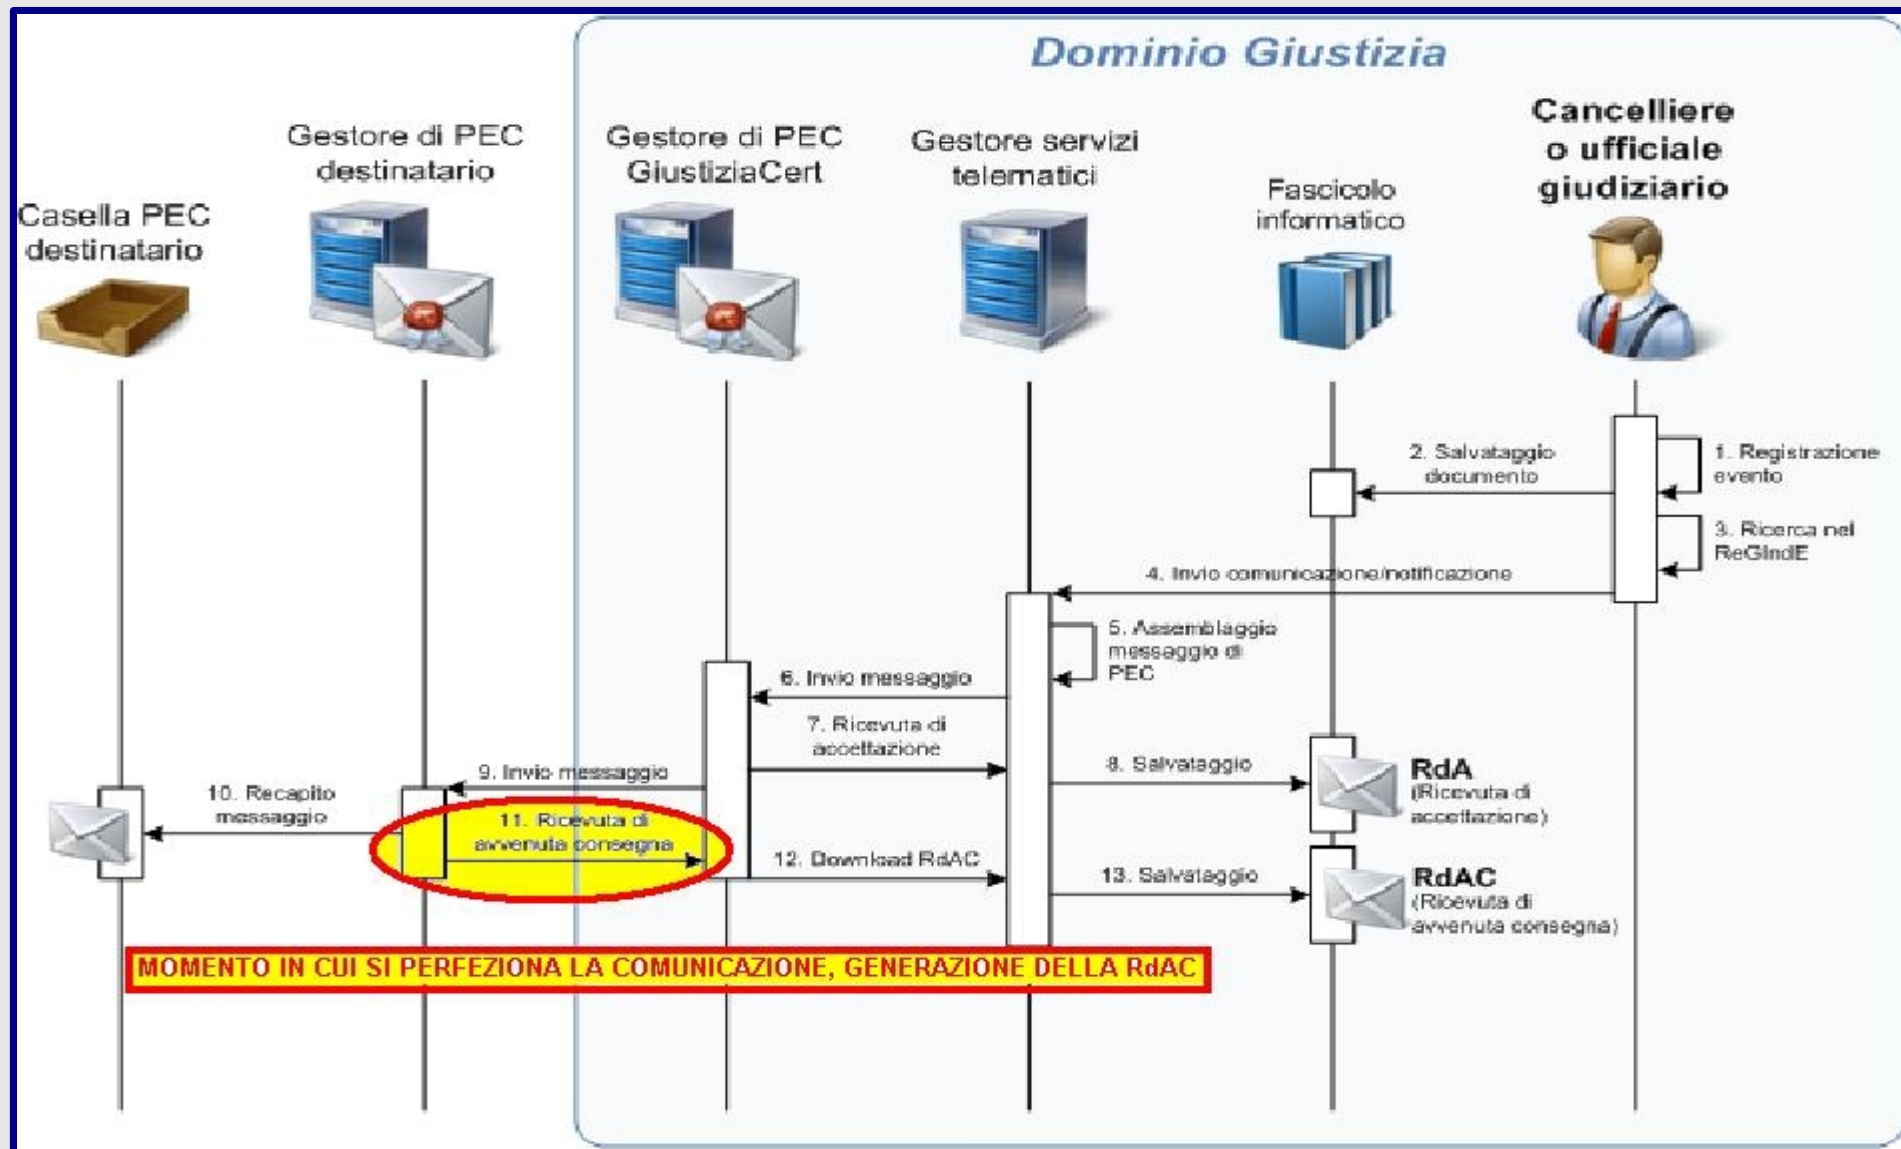 Dominio Giustizia
Cancelliere
o ufficiale
giudiziario
Gestore di PEC
destinatario
Gestore di PEC
GiustiziaCert
Gestore servizi
telematici
Fascicolo
informatico
Casella PEC
destinatario
1. Registrazione
evento
2. Salvataggio
documento
3. Ricerca nel
ReGIndE
4. Invio comunicazione/notificazione
5. Assemblaggio
messaggio di
PEC
6. Invio messaggio
7. Ricevuta di
accettazione
8. Salvataggio
RdA
(Ricevuta di
accettazione)
9. Invio messaggio
10. Recapito
messaggio
11. Ricevuta di
avvenuta consegna
12. Download RdAC
13. Salvataggio
RdAC
(Ricevuta di
avvenuta consegna)
MOMENTO IN CUI SI PERFEZIONA LA COMUNICAZIONE, GENERAZIONE DELLA RdAC